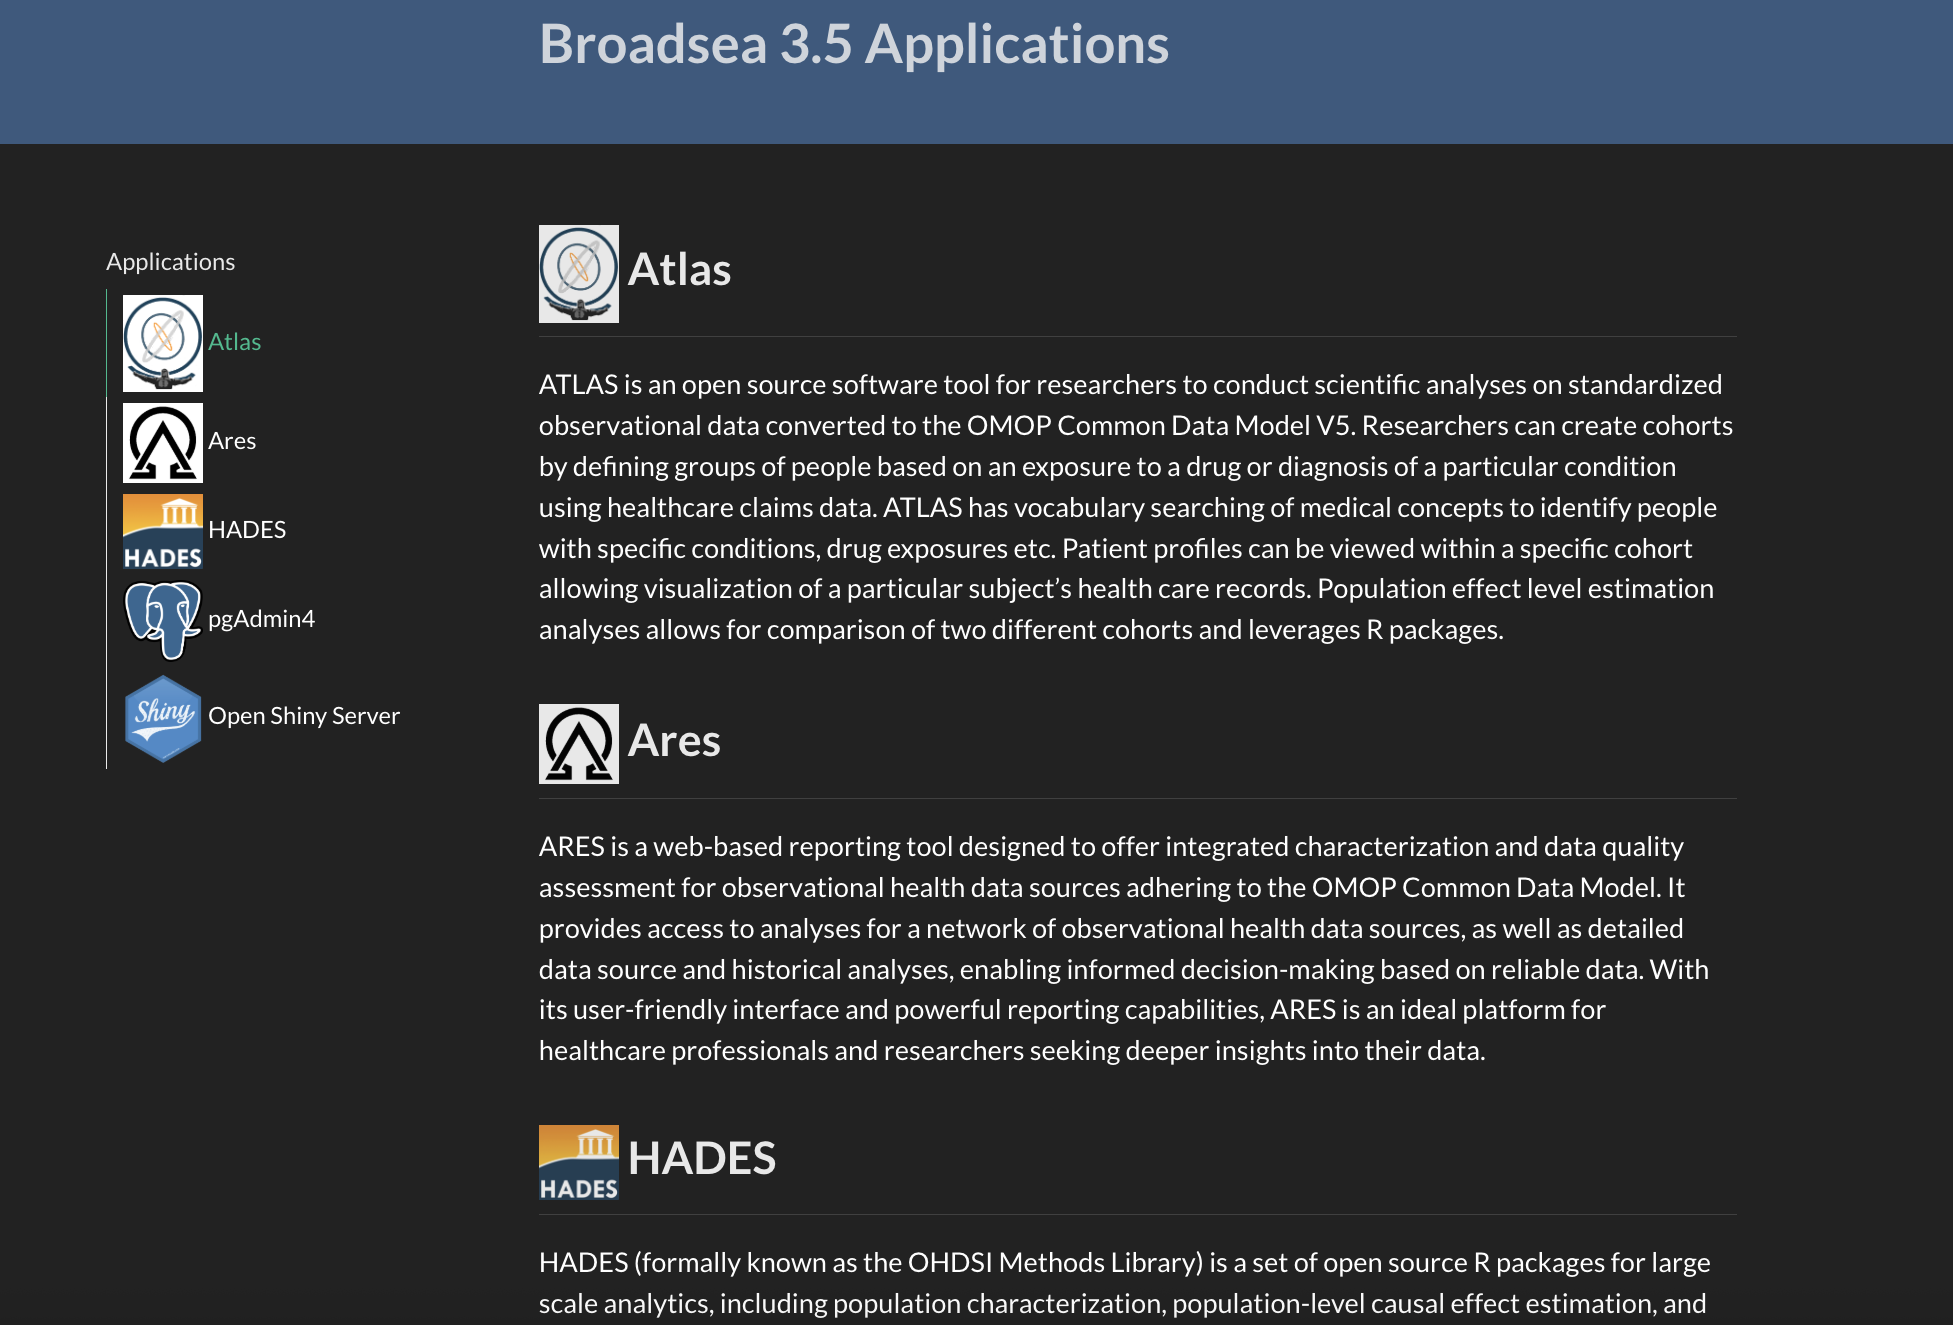 Broadsea 3.5 Applications
Applications
Atlas
Ares
HADES
HADES
pgAdmin4
Shiny
Open Shiny Server
Atlas
ATLAS is an open source software tool for researchers to conduct scientific analyses on standardized
observational data converted to the OMOP Common Data Model V5. Researchers can create cohorts
by defining groups of people based on an exposure to a drug or diagnosis of a particular condition
using healthcare claims data. ATLAS has vocabulary searching of medical concepts to identify people
with specific conditions, drug exposures etc. Patient profiles can be viewed within a specific cohort
allowing visualization of a particular subject’s health care records. Population effect level estimation
analyses allows for comparison of two different cohorts and leverages R packages.
Ares
ARES is a web-based reporting tool designed to offer integrated characterization and data quality
assessment for observational health data sources adhering to the OMOP Common Data Model. It
provides access to analyses for a network of observational health data sources, as well as detailed
data source and historical analyses, enabling informed decision-making based on reliable data. With
its user-friendly interface and powerful reporting capabilities, ARES is an ideal platform for
healthcare professionals and researchers seeking deeper insights into their data.
HADES
HADES
HADES (formally known as the OHDSI Methods Library) is a set of open source R packages for large
scale analytics, including population characterization, population-level causal effect estimation, and